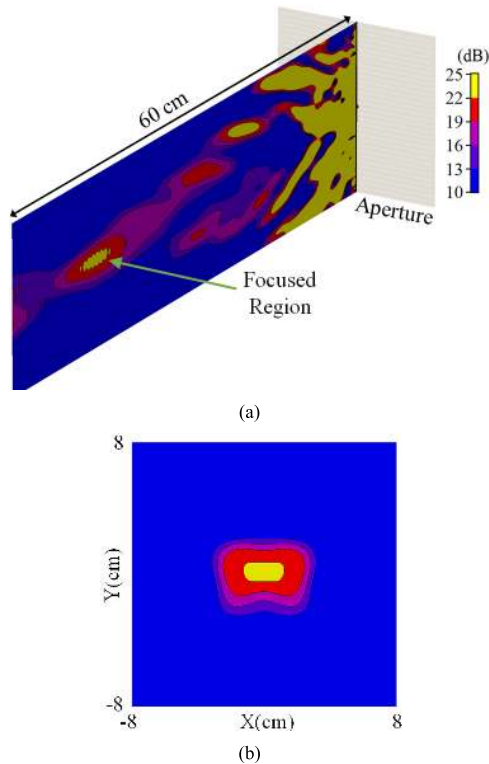 60 cm
(dB)
25
22
19
16
13
10
Aperture
Focused
Region
(a)
8
Y(cm)
-8
-8
X(cm)
8
(b)